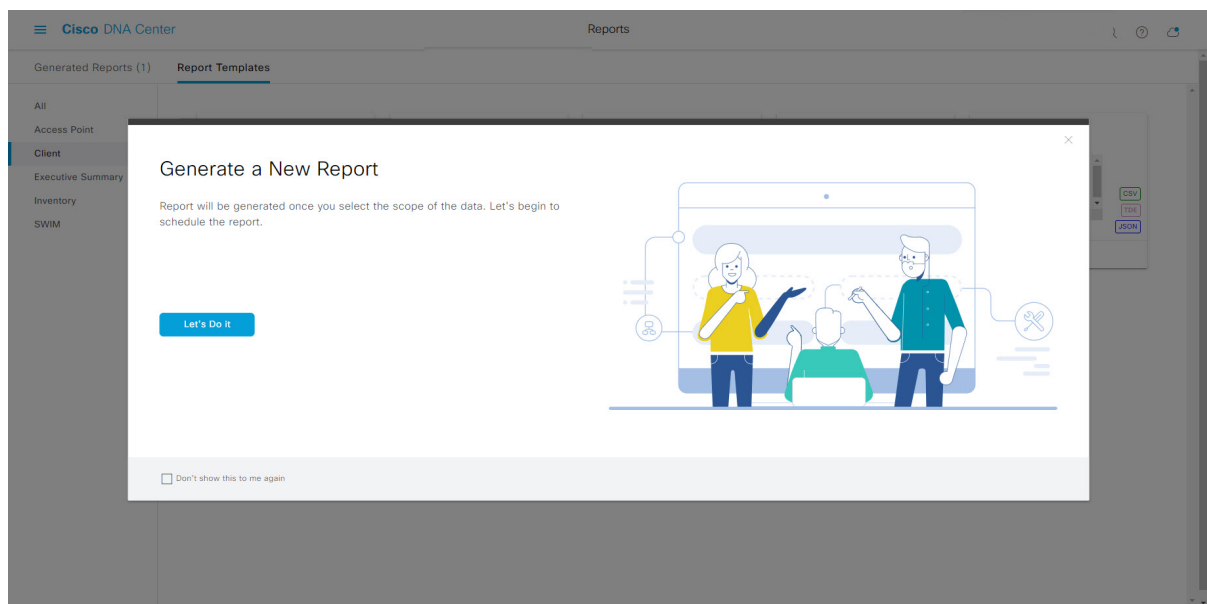 Cisco DNA Center
Reports
Generated Reports (1) Report Templates
All
Access Point
Client
Executive Summary
Inventory
SWIM
Generate a New Report
Report will be generated once you select the scope of the data. Let's begin to
schedule the report.
Let's Do it
Don't show this to me again
CSV
TDE
JSON